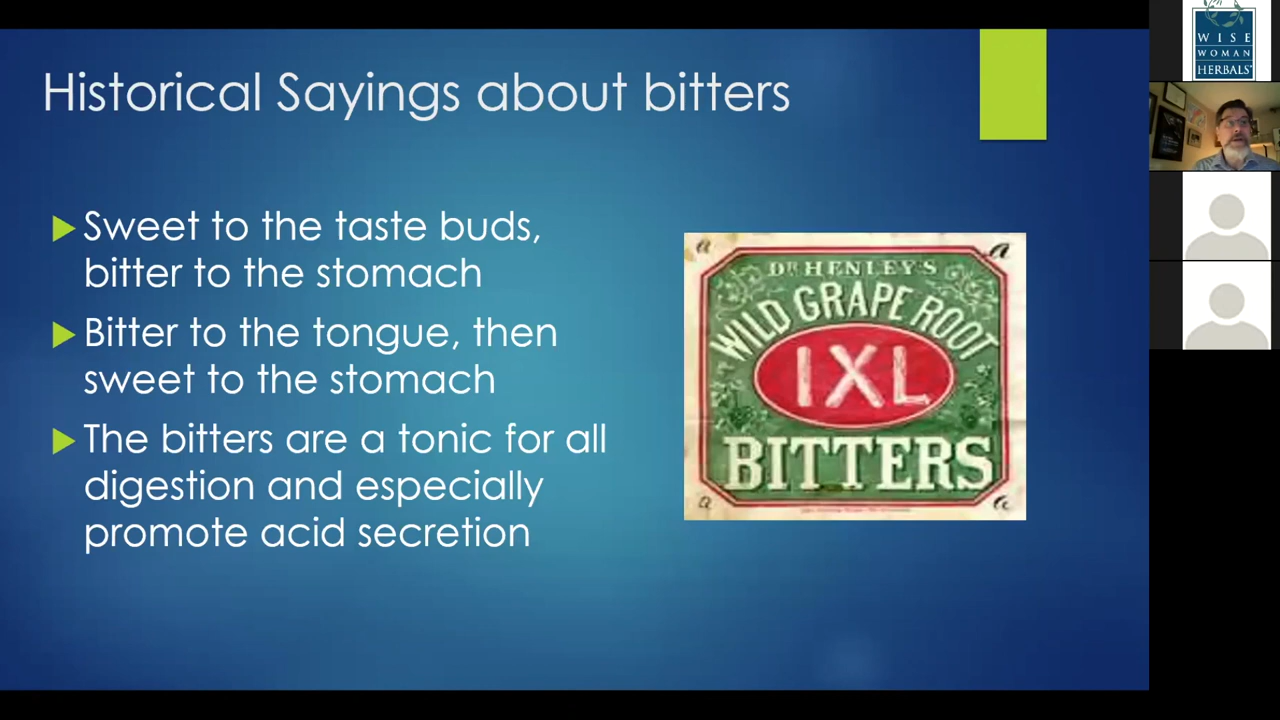 Historical Sayings about bitters
Sweet to the taste buds,
bitter to the stomach
Bitter to the tongue, then
sweet to the stomach
The bitters are a tonic for all
digestion and especially
promote acid secretion
a
a
DR HENLEY'S
WILD GRAPE ROOT
IXL
BITTERS
a
a
WISE
WOMAN
HERBALS